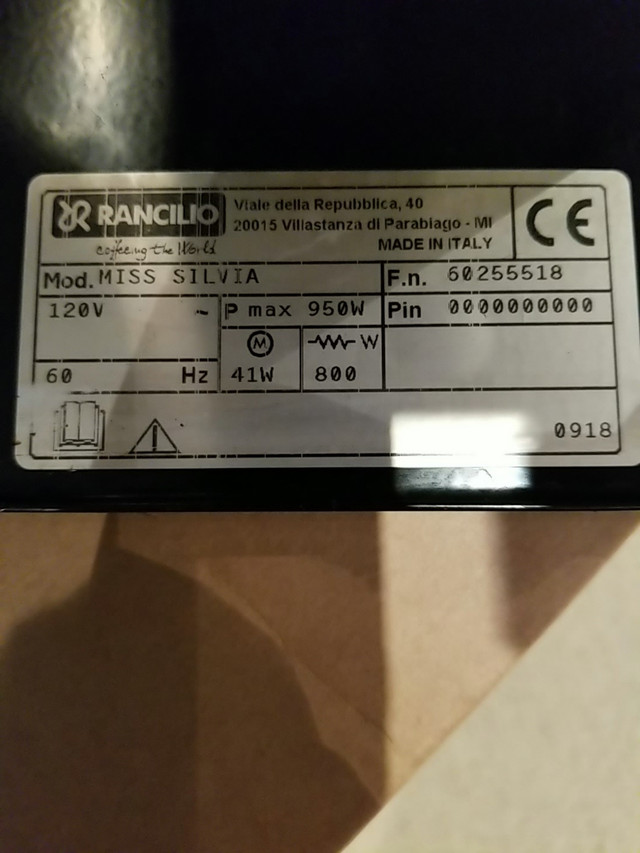 RANCILIO
coffeeing the World
Viale della Repubblica, 40
20015 Villastanza di Parabiago - MI
MADE IN ITALY
CE
Mod. MISS SILVIA
F.n. 60255518
120V ~
P max 950W
Pin 0000000000
M
W
60 Hz
41W
800
0918